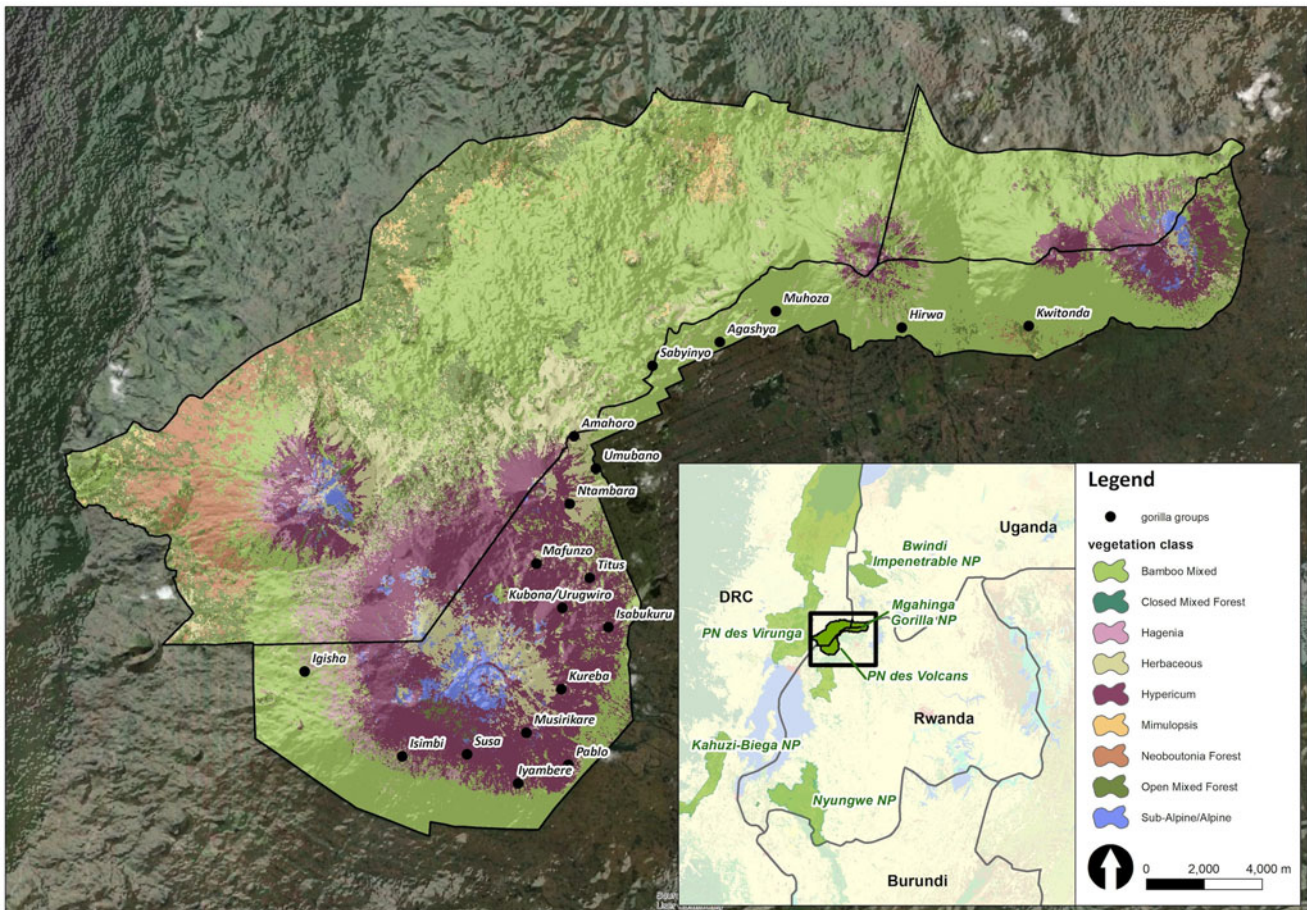 Muhoza
Hirwa
Kwitonda
Agashya
Sabyinyo
Amahoro
Umubano
Ntambara
Mafunzo
Titus
Kubona/Urugwiro
Isabukuru
Igisha
Kureba
Musirikare
Isimbi
Susa
Pablo
Iyambere
Uganda
Bwindi
Impenetrable NP
DRC
Mgahinga
Gorilla NP
PN des Virunga
PN des Volcans
Rwanda
Kahuzi-Biega NP
Nyungwe NP
Burundi
Legend
gorilla groups
vegetation class
Bamboo Mixed
Closed Mixed Forest
Hagenia
Herbaceous
Hypericum
Mimulopsis
Neoboutonia Forest
Open Mixed Forest
Sub-Alpine/Alpine
0 2,000 4,000 m